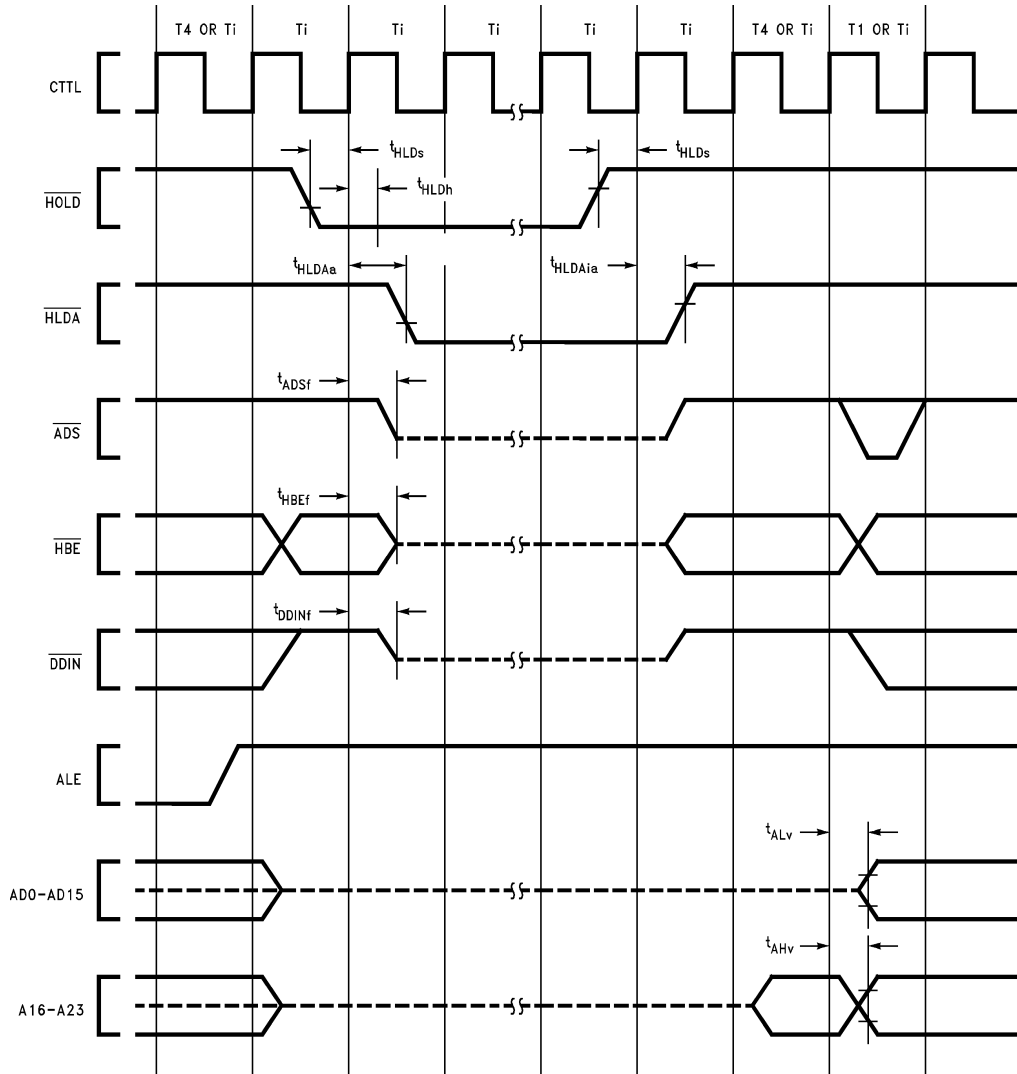 T4 OR Ti Ti Ti Ti Ti Ti T4 OR Ti T1 OR Ti
CTTL
tHLDs tHLDs
tHLDh
HOLD
tHLDAa tHLDAia
HLDA
tADSf
ADS
tHBEf
HBE
tDDINf
DDIN
ALE
tALv
AD0-AD15
tAHv
A16-A23